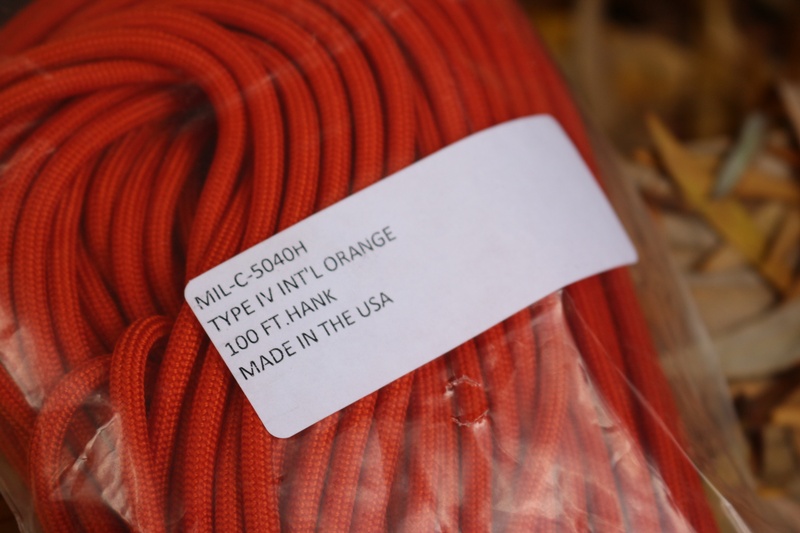 MIL-C-5040H
TYPE IV INT'L ORANGE
100 FT.HANK
MADE IN THE USA